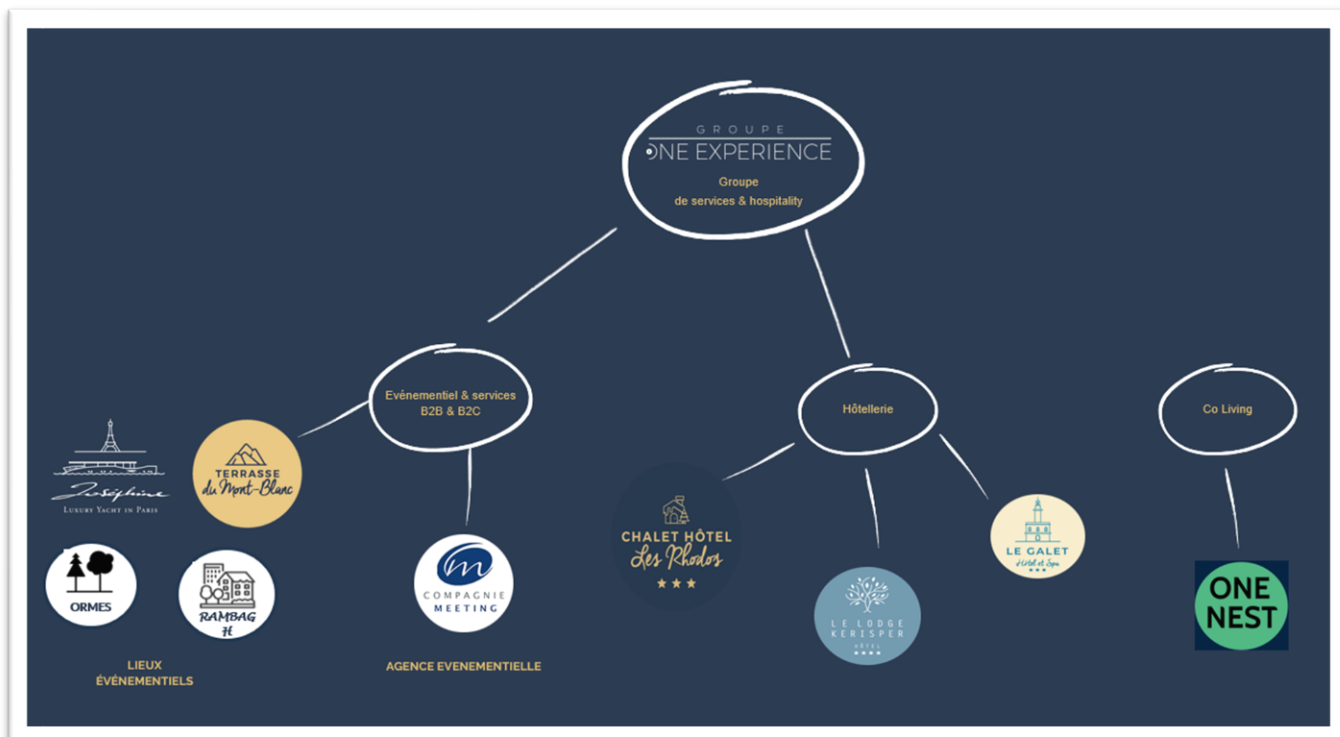 GROUPE
ONE EXPERIENCE
Groupe
de services & hospitality
Evénementiel & services
B2B & B2C
Hôtellerie
Co Living
Joséphine
LUXURY YACHT IN PARIS
TERRASSE
du Mont-Blanc
ORMES
RAMBAG
H
LIEUX
ÉVÉNEMENTIELS
m
COMPAGNIE
MEETING
AGENCE EVENEMENTIELLE
CHALET HÔTEL
Les Rhodos
LE LODGE
KERISPER
HÔTEL
LE GALET
Hôtel et Spa
ONE
NEST